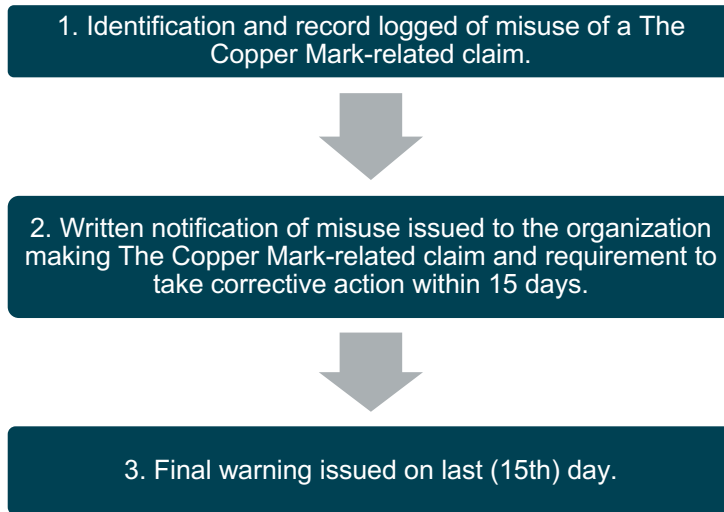 1. Identification and record logged of misuse of a The
Copper Mark-related claim.
2. Written notification of misuse issued to the organization
making The Copper Mark-related claim and requirement to
take corrective action within 15 days.
3. Final warning issued on last (15th) day.